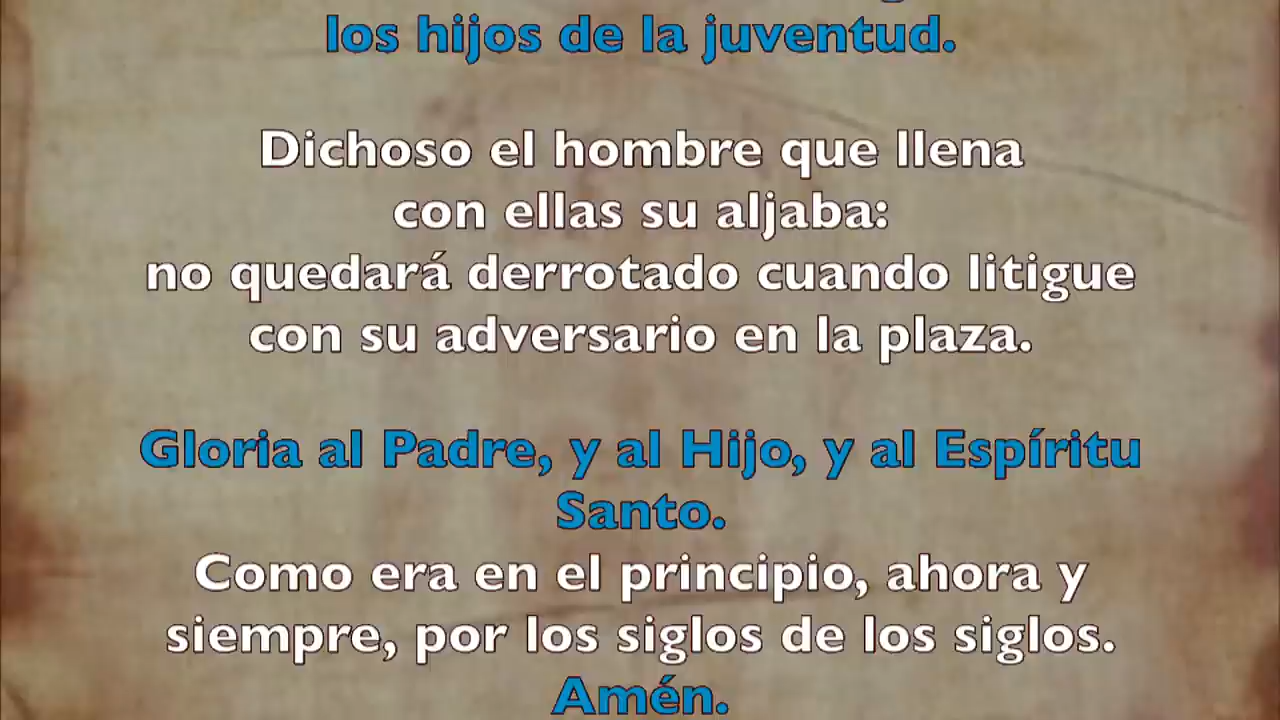 los hijos de la juventud.
Dichoso el hombre que llena
con ellas su aljaba:
no quedará derrotado cuando litigue
con su adversario en la plaza.
Gloria al Padre, y al Hijo, y al Espíritu
Santo.
Como era en el principio, ahora y
siempre, por los siglos de los siglos.
Amén.